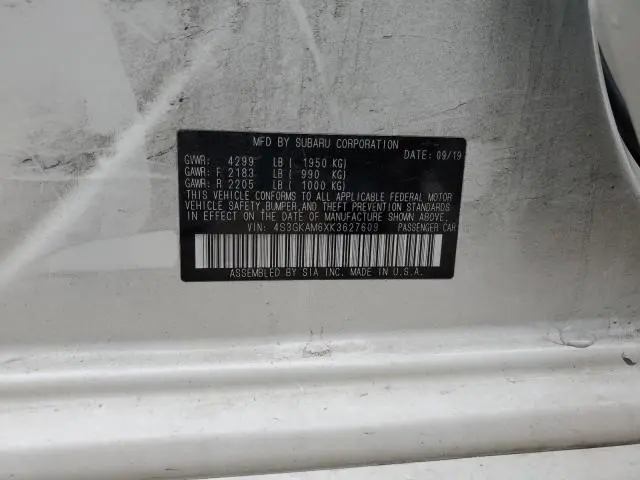 MFD BY SUBARU CORPORATION
GVWR: 4299 LB ( 1950 KG) DATE: 09/19
GAWR: F 2183 LB ( 990 KG)
GAWR: R 2205 LB ( 1000 KG)
THIS VEHICLE CONFORMS TO ALL APPLICABLE FEDERAL MOTOR
VEHICLE SAFETY, BUMPER, AND THEFT PREVENTION STANDARDS
IN EFFECT ON THE DATE OF MANUFACTURE SHOWN ABOVE.
VIN: 4S3GKAM6XK3627609 PASSENGER CAR
ASSEMBLED BY SIA INC. MADE IN U.S.A.